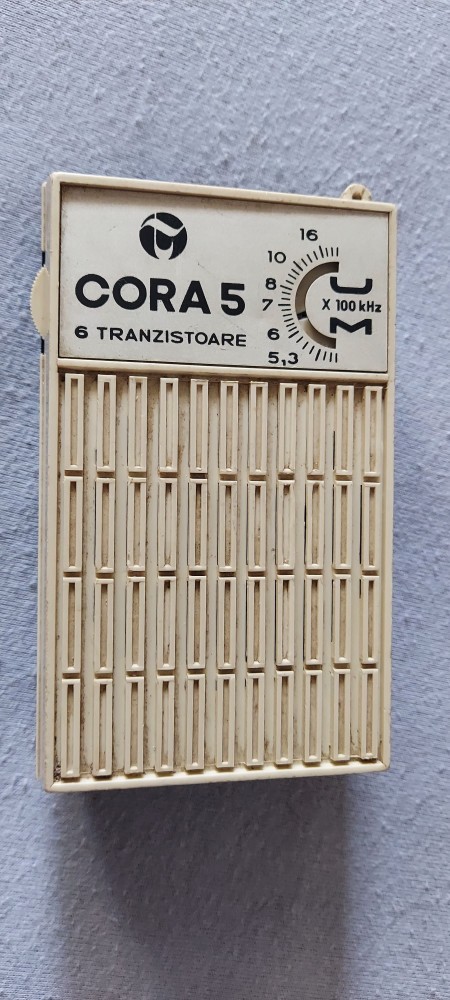 CORA 5
6 TRANZISTOARE
16
10
8
7
6
5,3
U
x 100 kHz
M